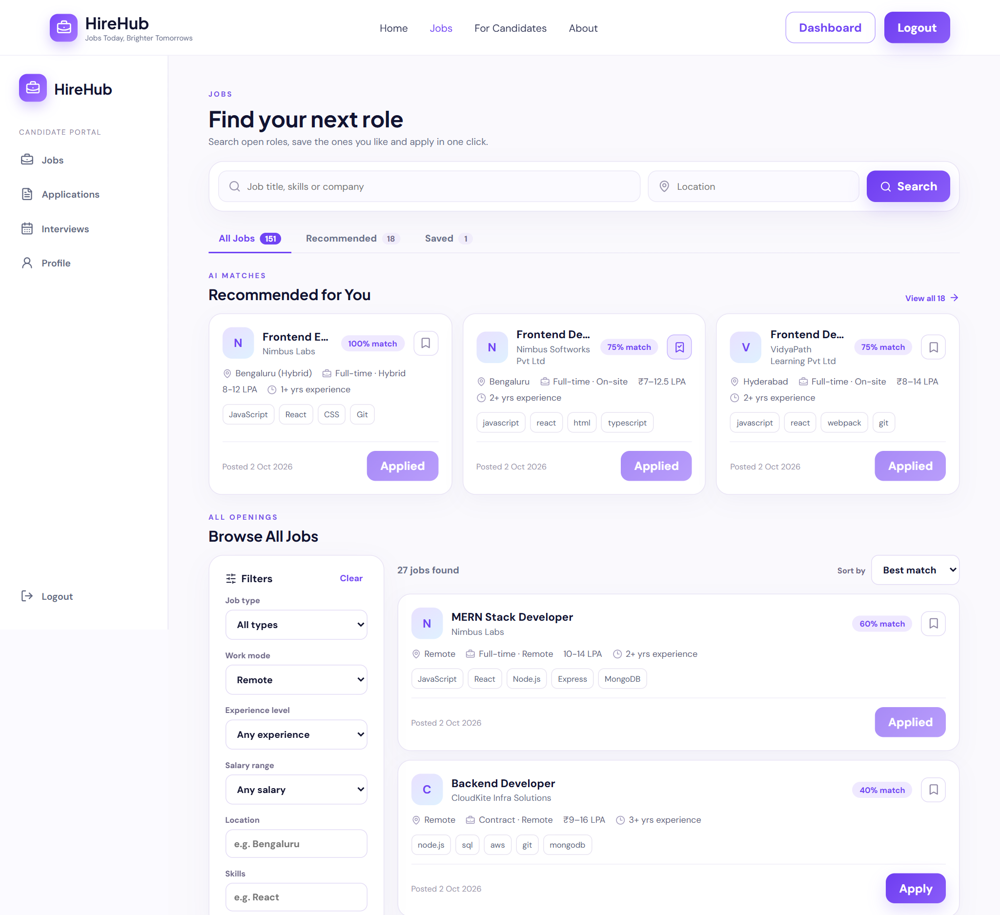 HireHub
Jobs Today, Brighter Tomorrows
Home
Jobs
For Candidates
About
Dashboard
Logout
HireHub
CANDIDATE PORTAL
Jobs
Applications
Interviews
Profile
Logout
JOBS
Find your next role
Search open roles, save the ones you like and apply in one click.
Job title, skills or company
Location
Search
All Jobs 151
Recommended 18
Saved 1
AI MATCHES
Recommended for You
View all 18
N
Frontend E...
Nimbus Labs
100% match
Bengaluru (Hybrid) Full-time · Hybrid
8-12 LPA 1+ yrs experience
JavaScript React CSS Git
Posted 2 Oct 2026
Applied
N
Frontend De...
Nimbus Softworks
Pvt Ltd
75% match
Bengaluru Full-time · On-site ₹7–12.5 LPA
2+ yrs experience
javascript react html typescript
Posted 2 Oct 2026
Applied
V
Frontend De...
VidyaPath
Learning Pvt Ltd
75% match
Hyderabad Full-time · On-site ₹8–14 LPA
2+ yrs experience
javascript react webpack git
Posted 2 Oct 2026
Applied
ALL OPENINGS
Browse All Jobs
Filters
Clear
Job type
All types
Work mode
Remote
Experience level
Any experience
Salary range
Any salary
Location
e.g. Bengaluru
Skills
e.g. React
27 jobs found
Sort by
Best match
N
MERN Stack Developer
Nimbus Labs
60% match
Remote Full-time · Remote 10-14 LPA 2+ yrs experience
JavaScript React Node.js Express MongoDB
Posted 2 Oct 2026
Applied
C
Backend Developer
CloudKite Infra Solutions
40% match
Remote Contract · Remote ₹9–16 LPA 3+ yrs experience
node.js sql aws git mongodb
Posted 2 Oct 2026
Apply